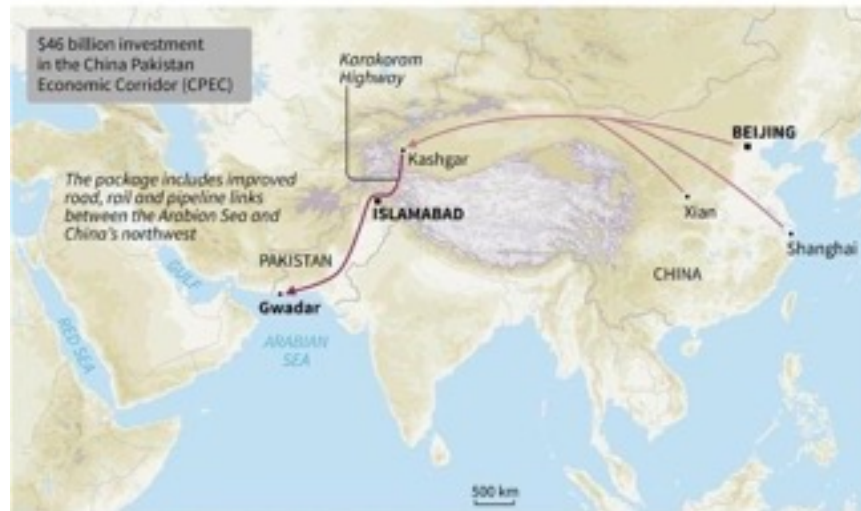 $46 billion investment
in the China Pakistan
Economic Corridor (CPEC)
Karakoram
Highway
BEIJING
Kashgar
The package includes improved
road, rail and pipeline links
between the Arabian Sea and
China's northwest
ISLAMABAD
Xian
Shanghai
PAKISTAN
CHINA
GULF
Gwadar
RED SEA
ARABIAN
SEA
500 km